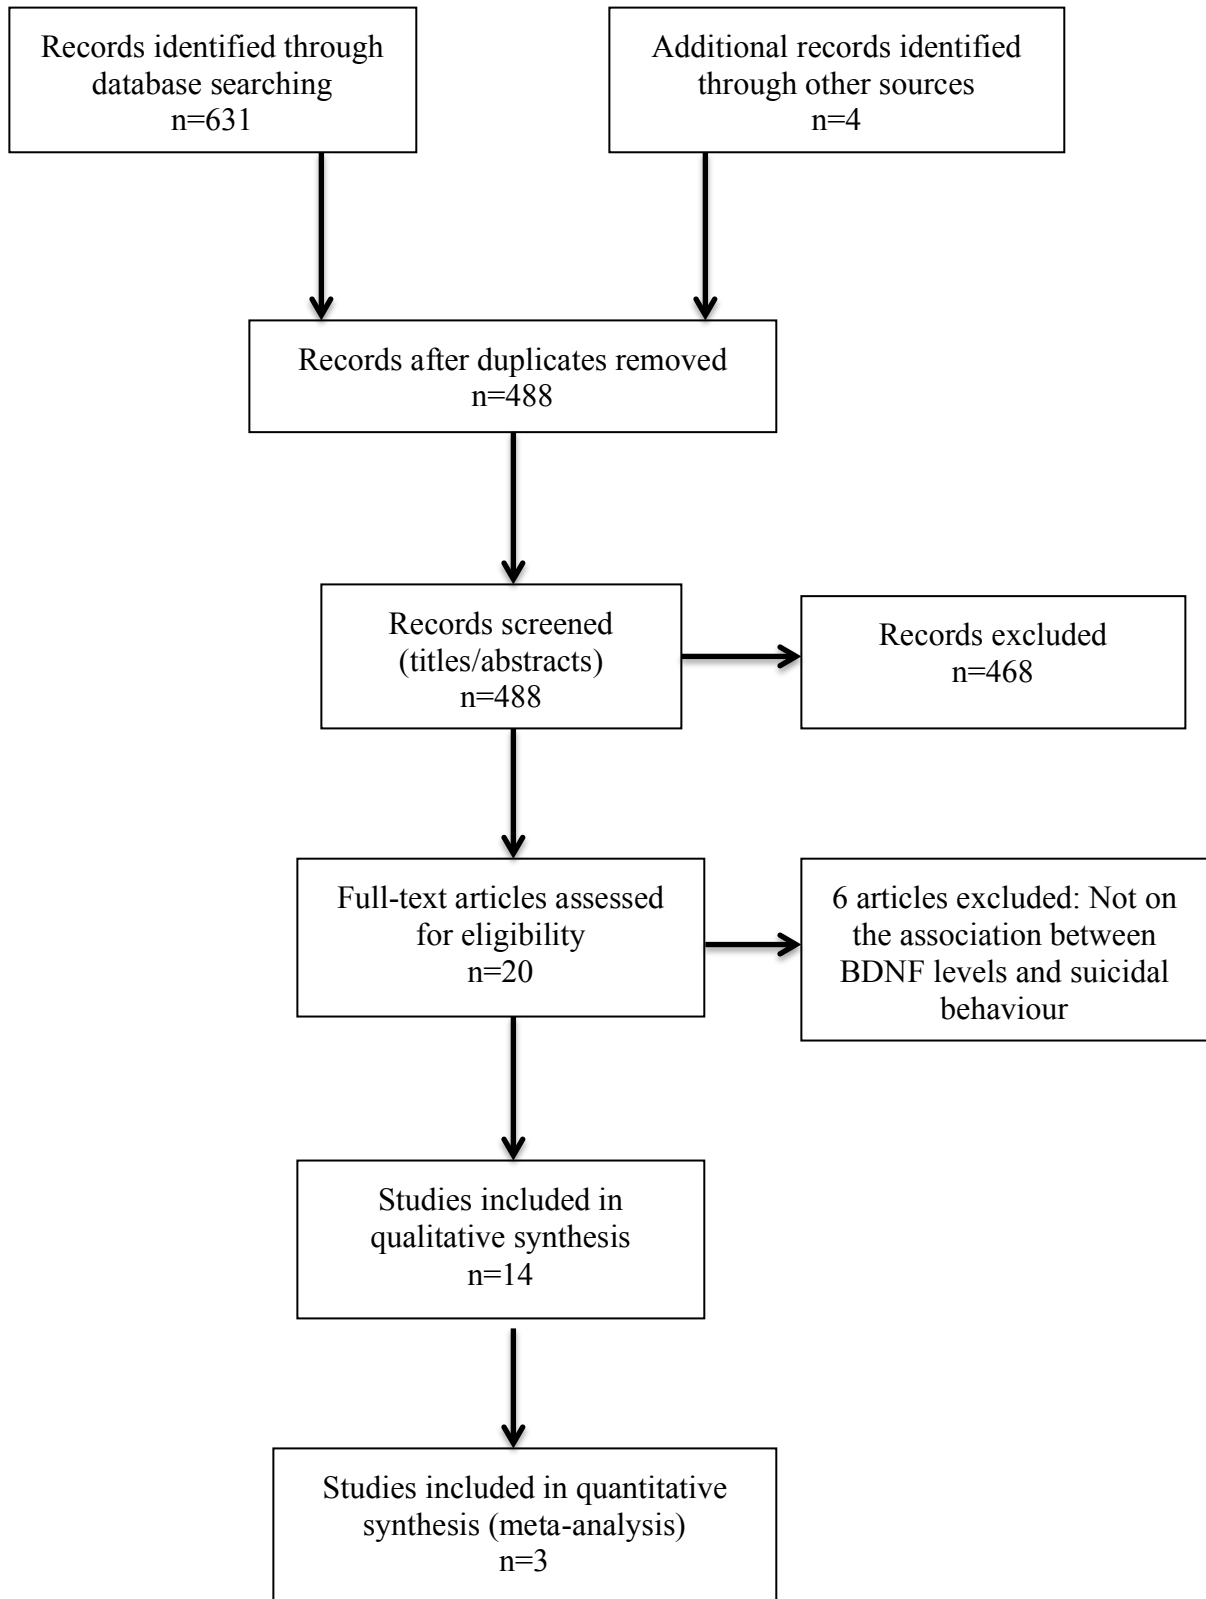 Records identified through
database searching
n=631
Additional records identified
through other sources
n=4
Records after duplicates removed
n=488
Records screened
(titles/abstracts)
n=488
Records excluded
n=468
Full-text articles assessed
for eligibility
n=20
6 articles excluded: Not on
the association between
BDNF levels and suicidal
behaviour
Studies included in
qualitative synthesis
n=14
Studies included in quantitative
synthesis (meta-analysis)
n=3